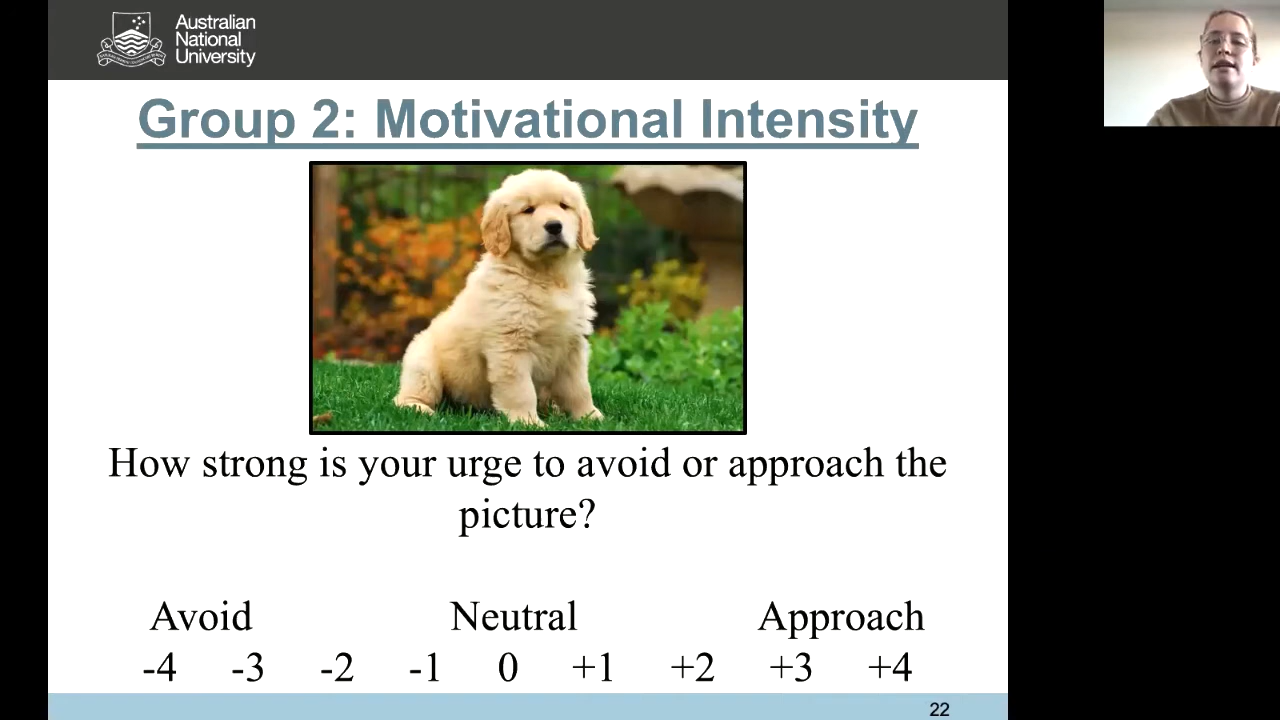 Australian
National
University
Group 2: Motivational Intensity
How strong is your urge to avoid or approach the
picture?
Avoid Neutral Approach
-4 -3 -2 -1 0 +1 +2 +3 +4
22